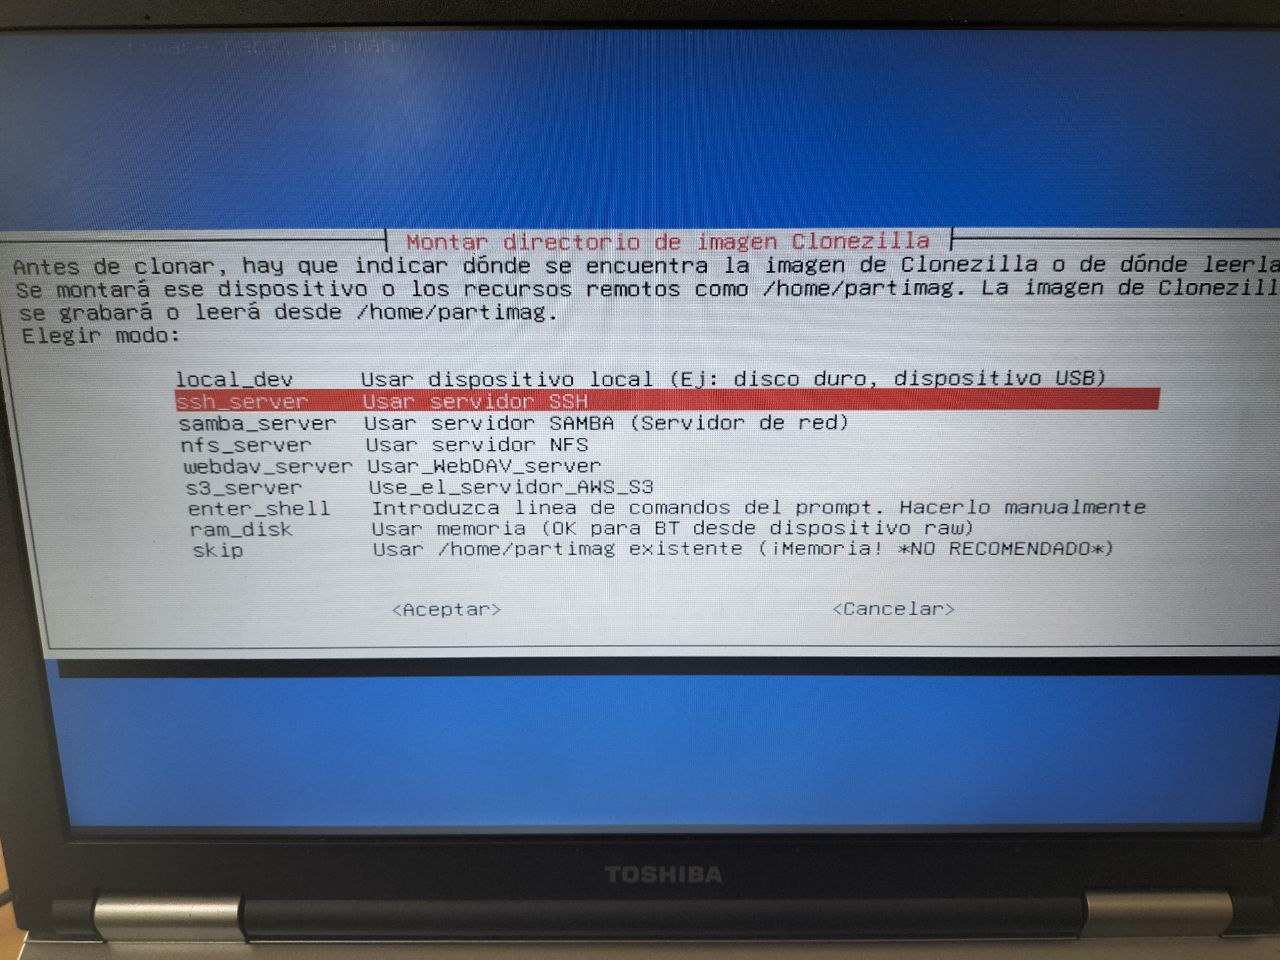 Montar directorio de imagen Clonezilla
Antes de clonar, hay que indicar dónde se encuentra la imagen de Clonezilla o de dónde leerla
Se montará ese dispositivo o los recursos remotos como /home/partimag. La imagen de Clonezill
se grabará o leerá desde /home/partimag.
Elegir modo:
local_dev Usar dispositivo local (Ej: disco duro, dispositivo USB)
ssh_server Usar servidor SSH
samba_server Usar servidor SAMBA (Servidor de red)
nfs_server Usar servidor NFS
webdav_server Usar_WebDAV_server
s3_server Use_el_servidor_AWS_S3
enter_shell Introduzca linea de comandos del prompt. Hacerlo manualmente
ram_disk Usar memoria (OK para BT desde dispositivo raw)
skip Usar /home/partimag existente (¡Memoria! *NO RECOMENDADO*)
<Aceptar> <Cancelar>
TOSHIBA